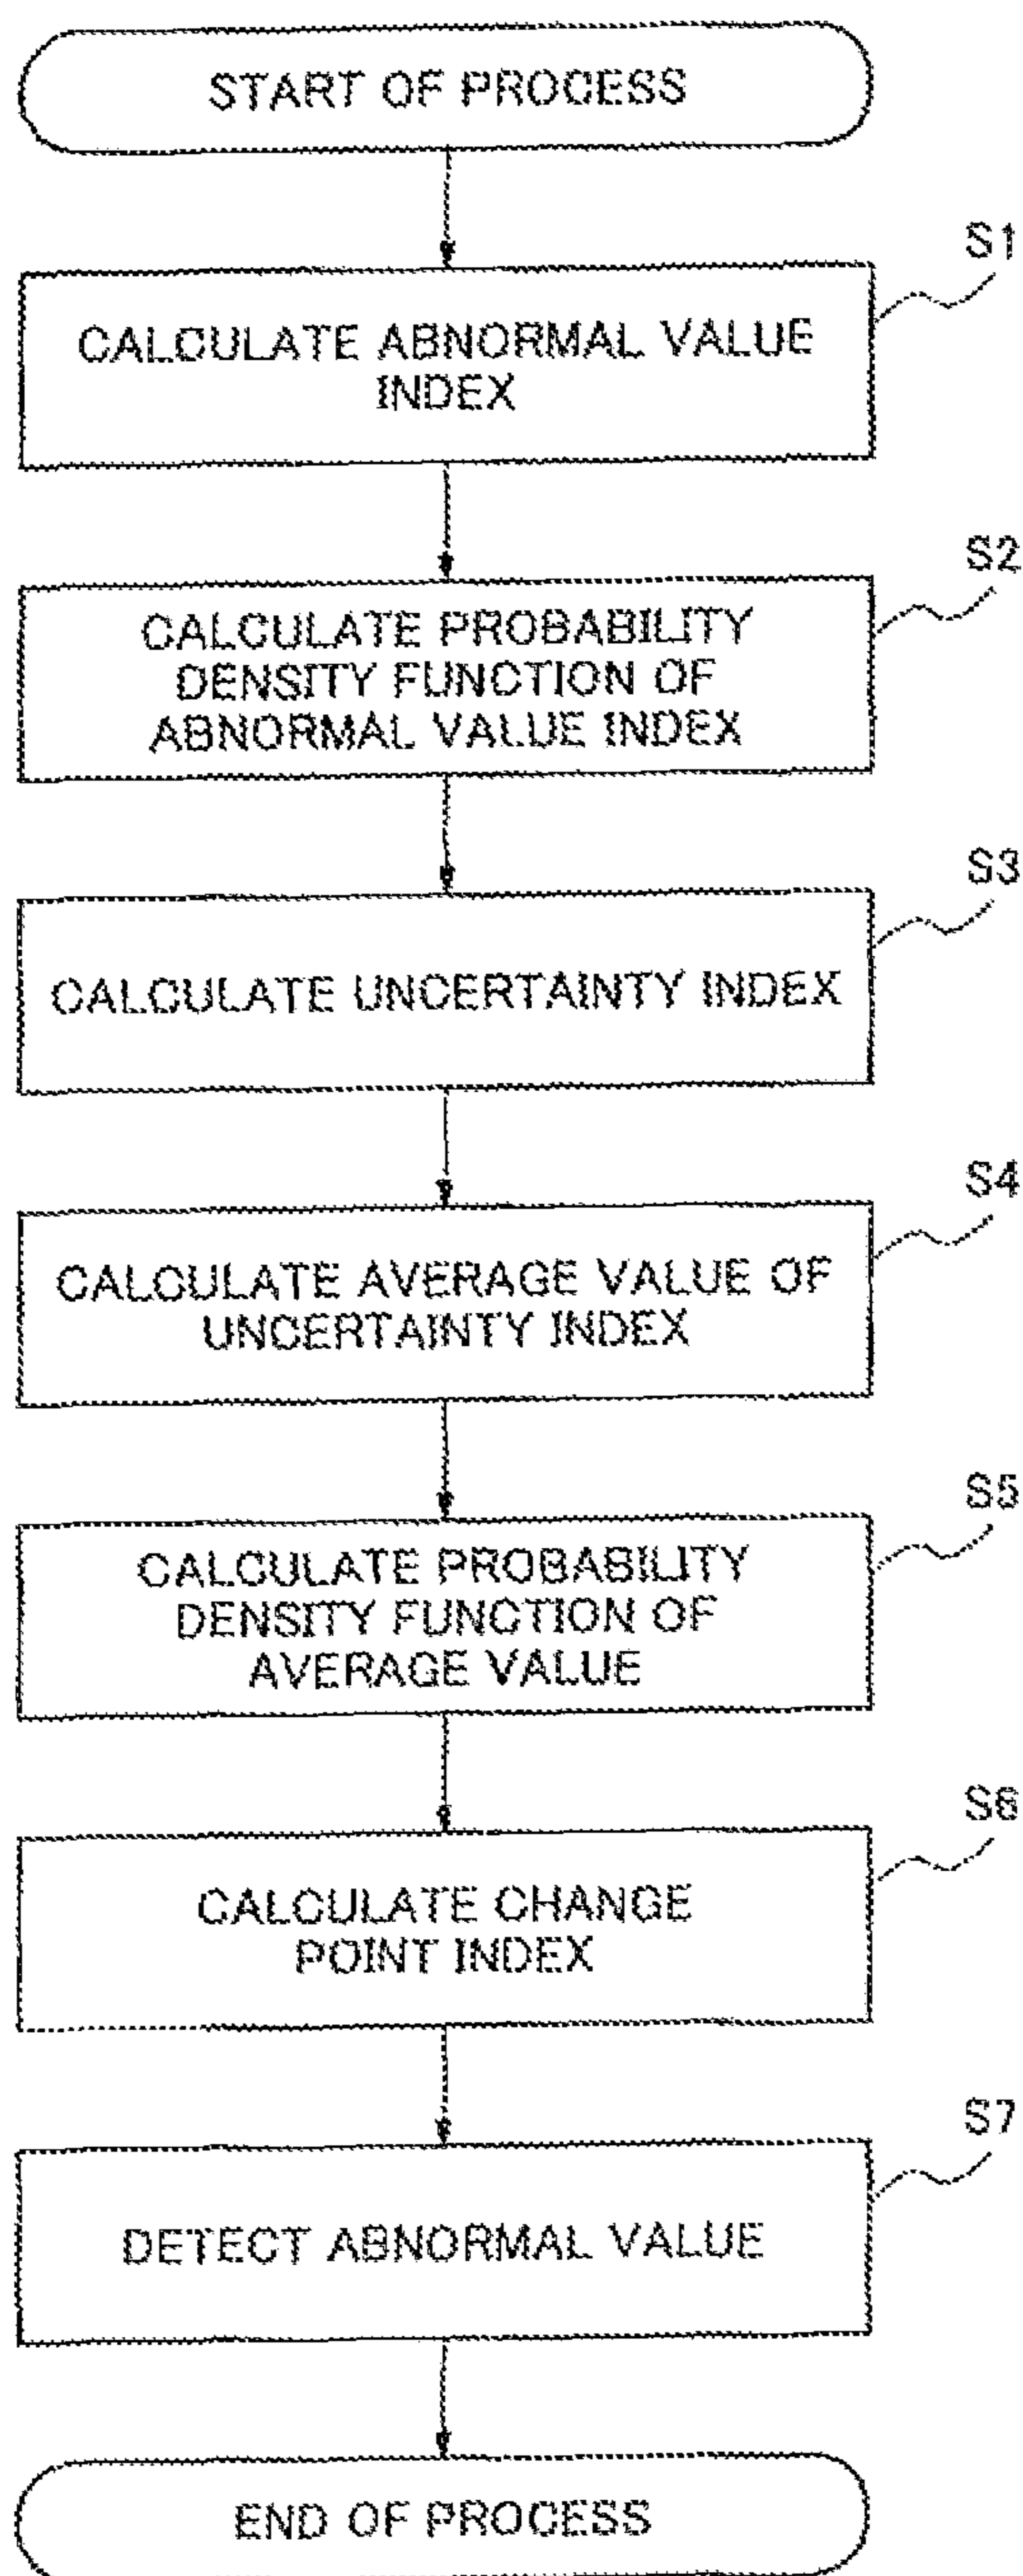 START OF PROCESS
S1
CALCULATE ABNORMAL VALUE
INDEX
S2
CALCULATE PROBABILITY
DENSITY FUNCTION OF
ABNORMAL VALUE INDEX
S3
CALCULATE UNCERTAINTY INDEX
S4
CALCULATE AVERAGE VALUE OF
UNCERTAINTY INDEX
S5
CALCULATE PROBABILITY
DENSITY FUNCTION OF
AVERAGE VALUE
S6
CALCULATE CHANGE
POINT INDEX
S7
DETECT ABNORMAL VALUE
END OF PROCESS